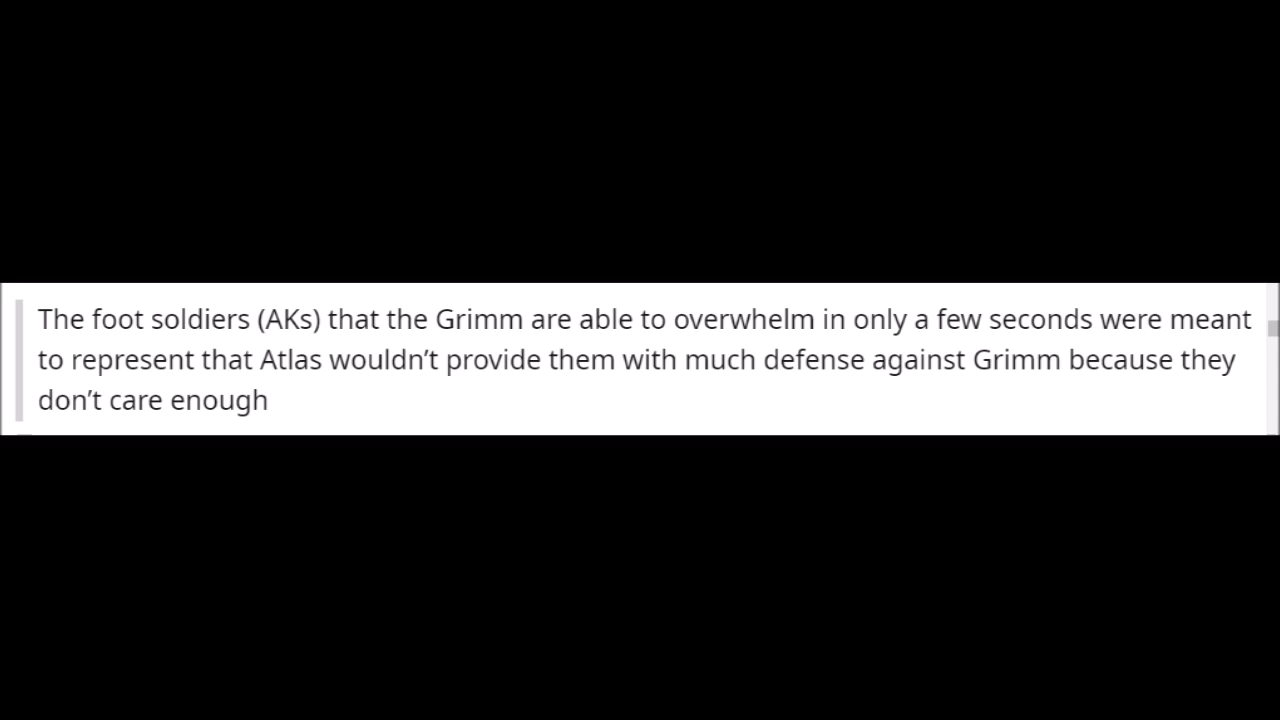 The foot soldiers (AKs) that the Grimm are able to overwhelm in only a few seconds were meant
to represent that Atlas wouldn’t provide them with much defense against Grimm because they
don’t care enough